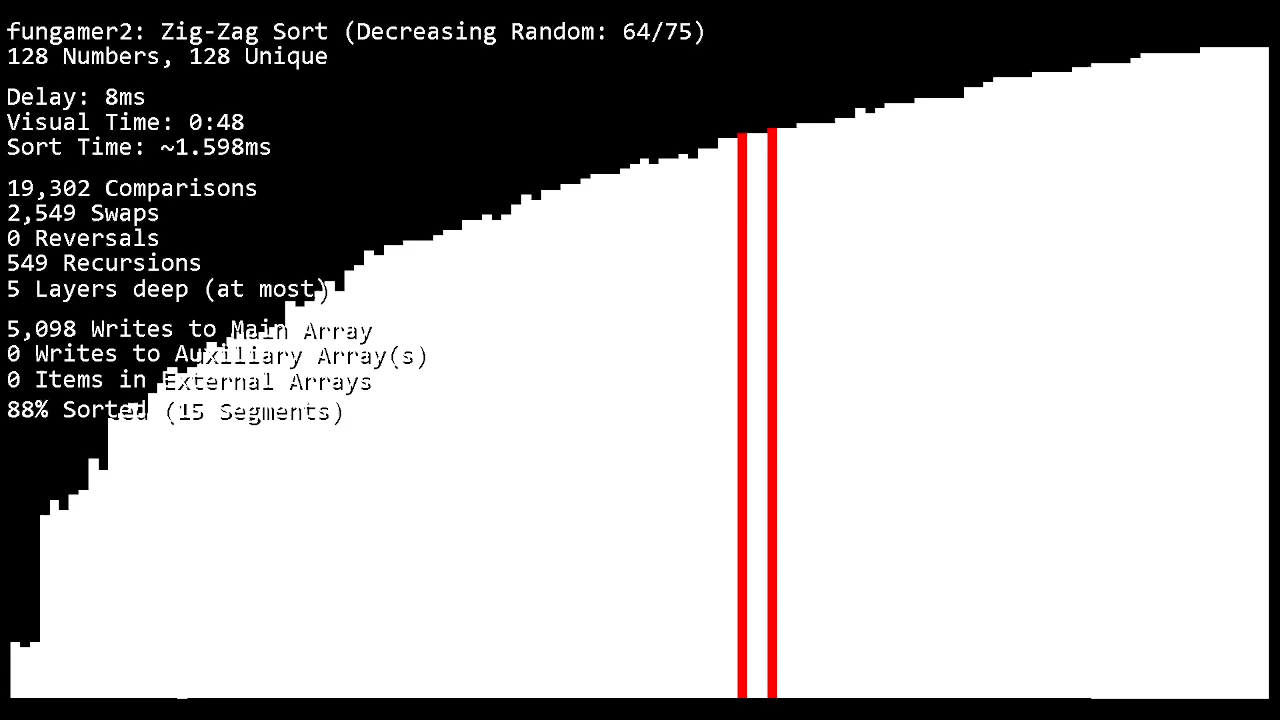 fungamer2: Zig-Zag Sort (Decreasing Random: 64/75)
128 Numbers, 128 Unique
Delay: 8ms
Visual Time: 0:48
Sort Time: ~1.598ms
19,302 Comparisons
2,549 Swaps
0 Reversals
549 Recursions
5 Layers deep (at most)
5,098 Writes to Main Array
0 Writes to Auxiliary Array(s)
0 Items in External Arrays
88% Sorted (15 Segments)